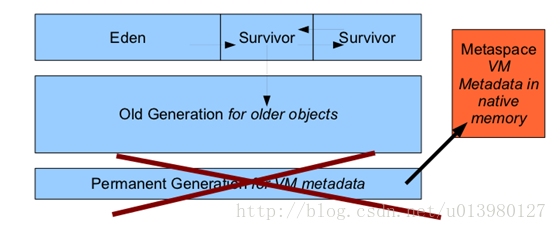 Eden
Survivor
Survivor
Metaspace
VM
Metadata in
native
memory
Old Generation for older objects
Permanent Generation for VM metadata
http://blog.csdn.net/u013980127